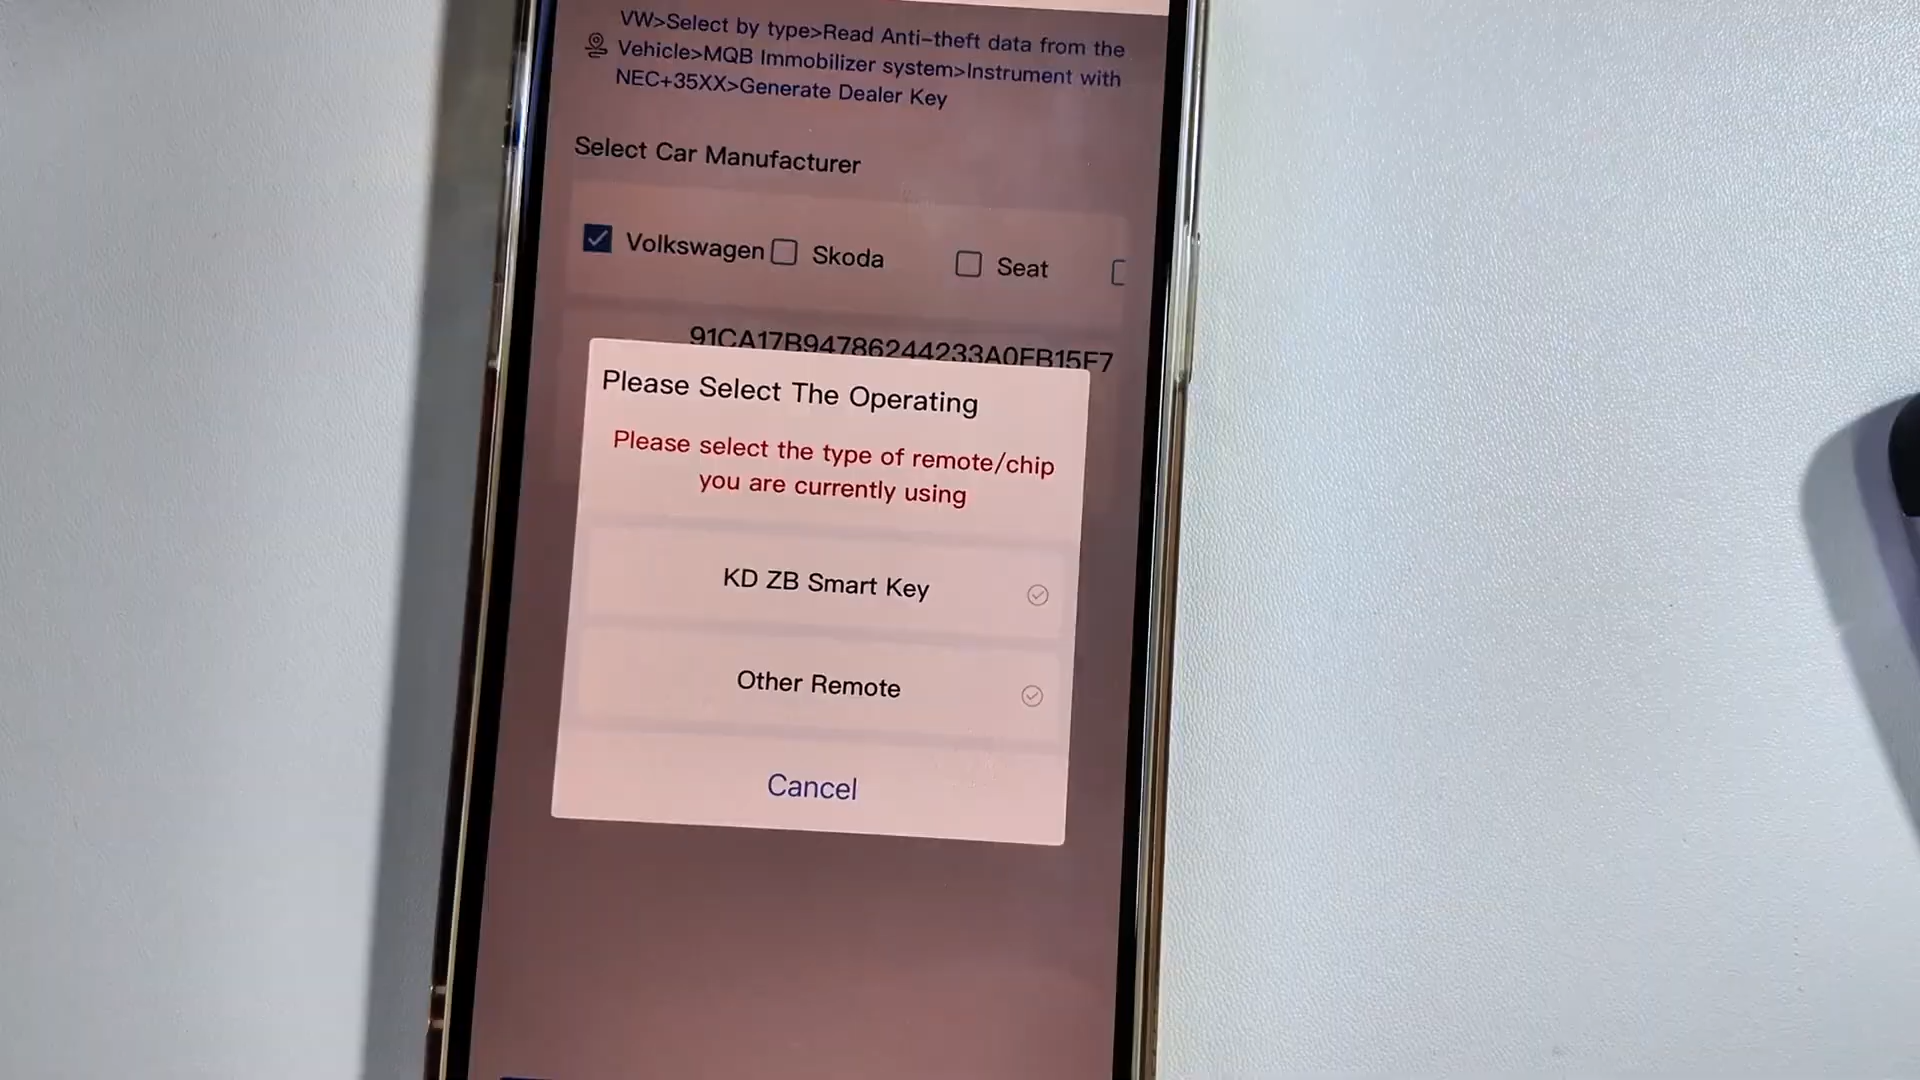 VW>Select by type>Read Anti-theft data from the
Vehicle>MQB Immobilizer system>Instrument with
NEC+35XX>Generate Dealer Key
Select Car Manufacturer
Volkswagen Skoda Seat
91CA17B94786244233A0FB15F7
Please Select The Operating
Please select the type of remote/chip
you are currently using
KD ZB Smart Key
Other Remote
Cancel